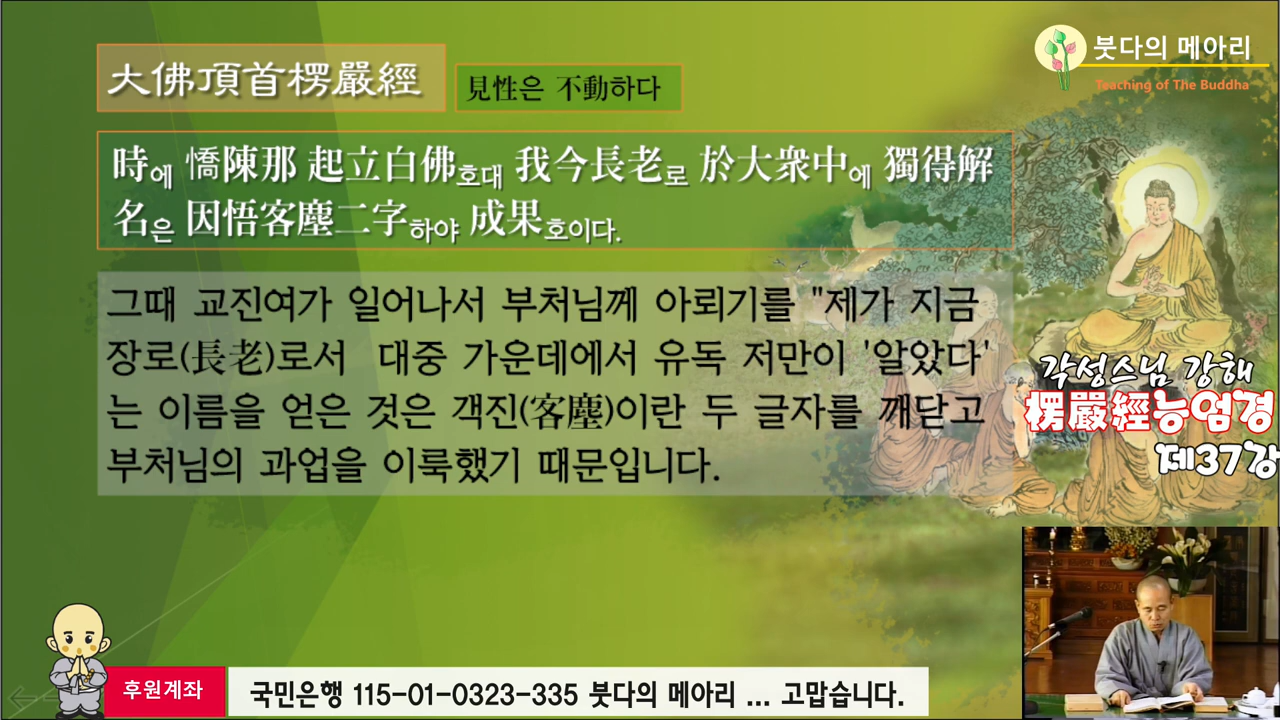 大佛頂首楞嚴經
見性은 不動하다
붓다의 메아리
Teaching of The Buddha
時에 憍陳那 起立白佛호대 我今長老로 於大衆中에 獨得解
名은 因悟客塵二字하야 成果호이다.
그때 교진여가 일어나서 부처님께 아뢰기를 "제가 지금
장로(長老)로서 대중 가운데에서 유독 저만이 '알았다'
는 이름을 얻은 것은 객진(客塵)이란 두 글자를 깨닫고
부처님의 과업을 이룩했기 때문입니다.
각성스님 강해
楞嚴經능엄경
제37강
후원계좌
국민은행 115-01-0323-335 붓다의 메아리 ... 고맙습니다.